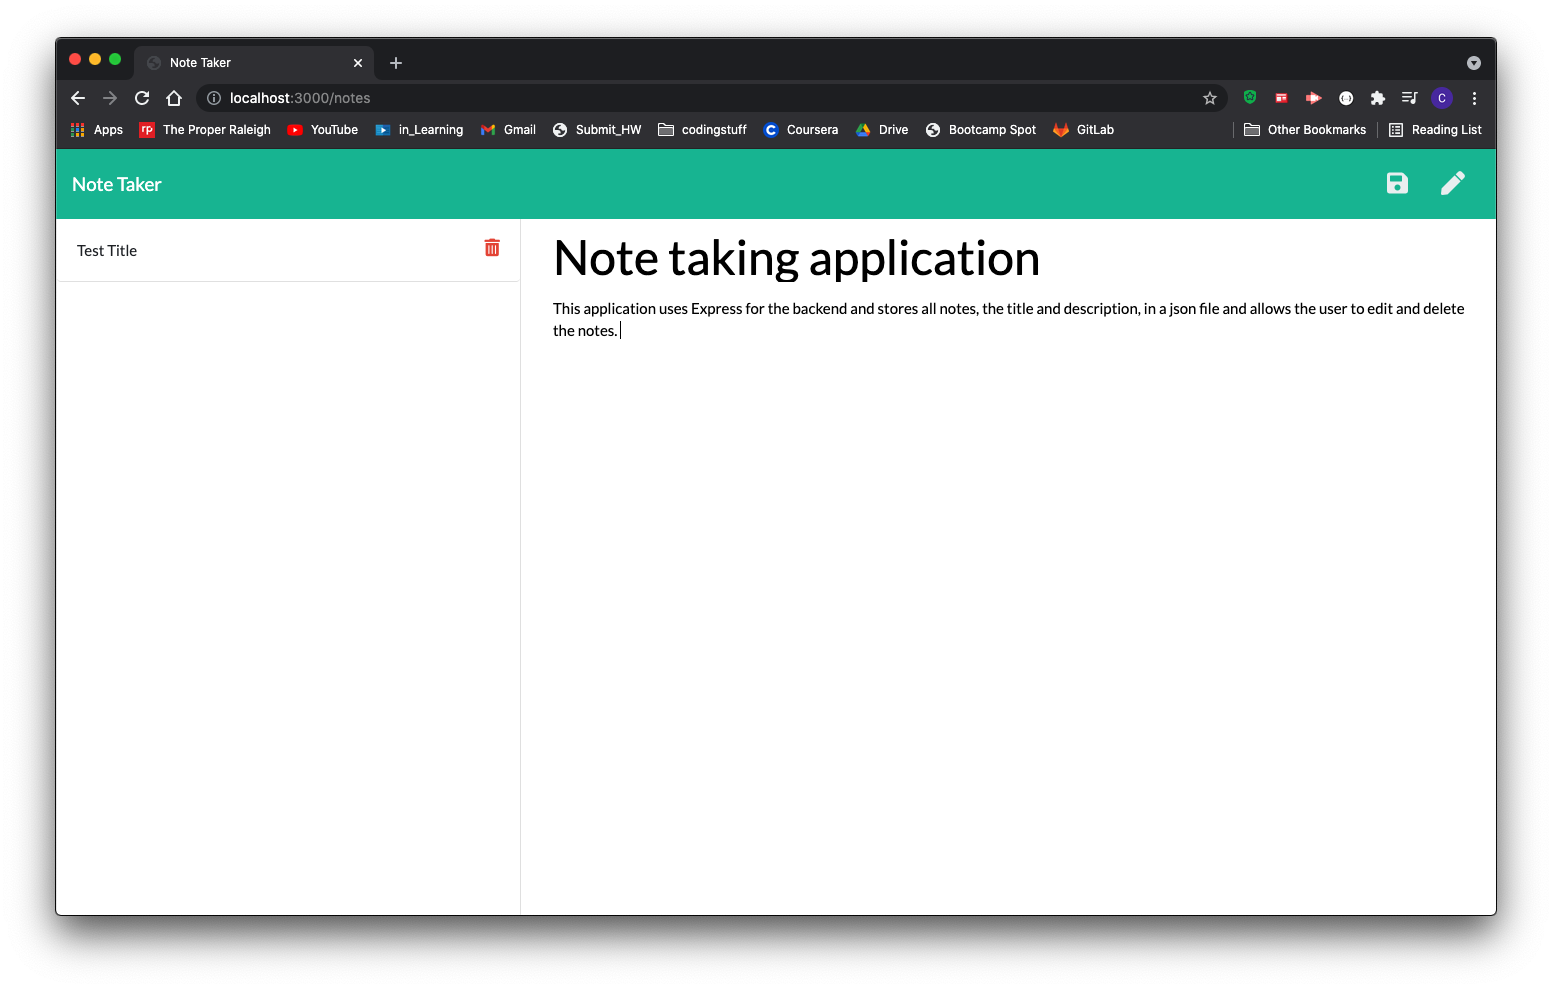 Note Taker
localhost:3000/notes
C
Apps rp The Proper Raleigh YouTube in_Learning Gmail Submit_HW codingstuff C Coursera Drive Bootcamp Spot GitLab Other Bookmarks Reading List
Note Taker
Test Title
Note taking application
This application uses Express for the backend and stores all notes, the title and description, in a json file and allows the user to edit and delete
the notes.